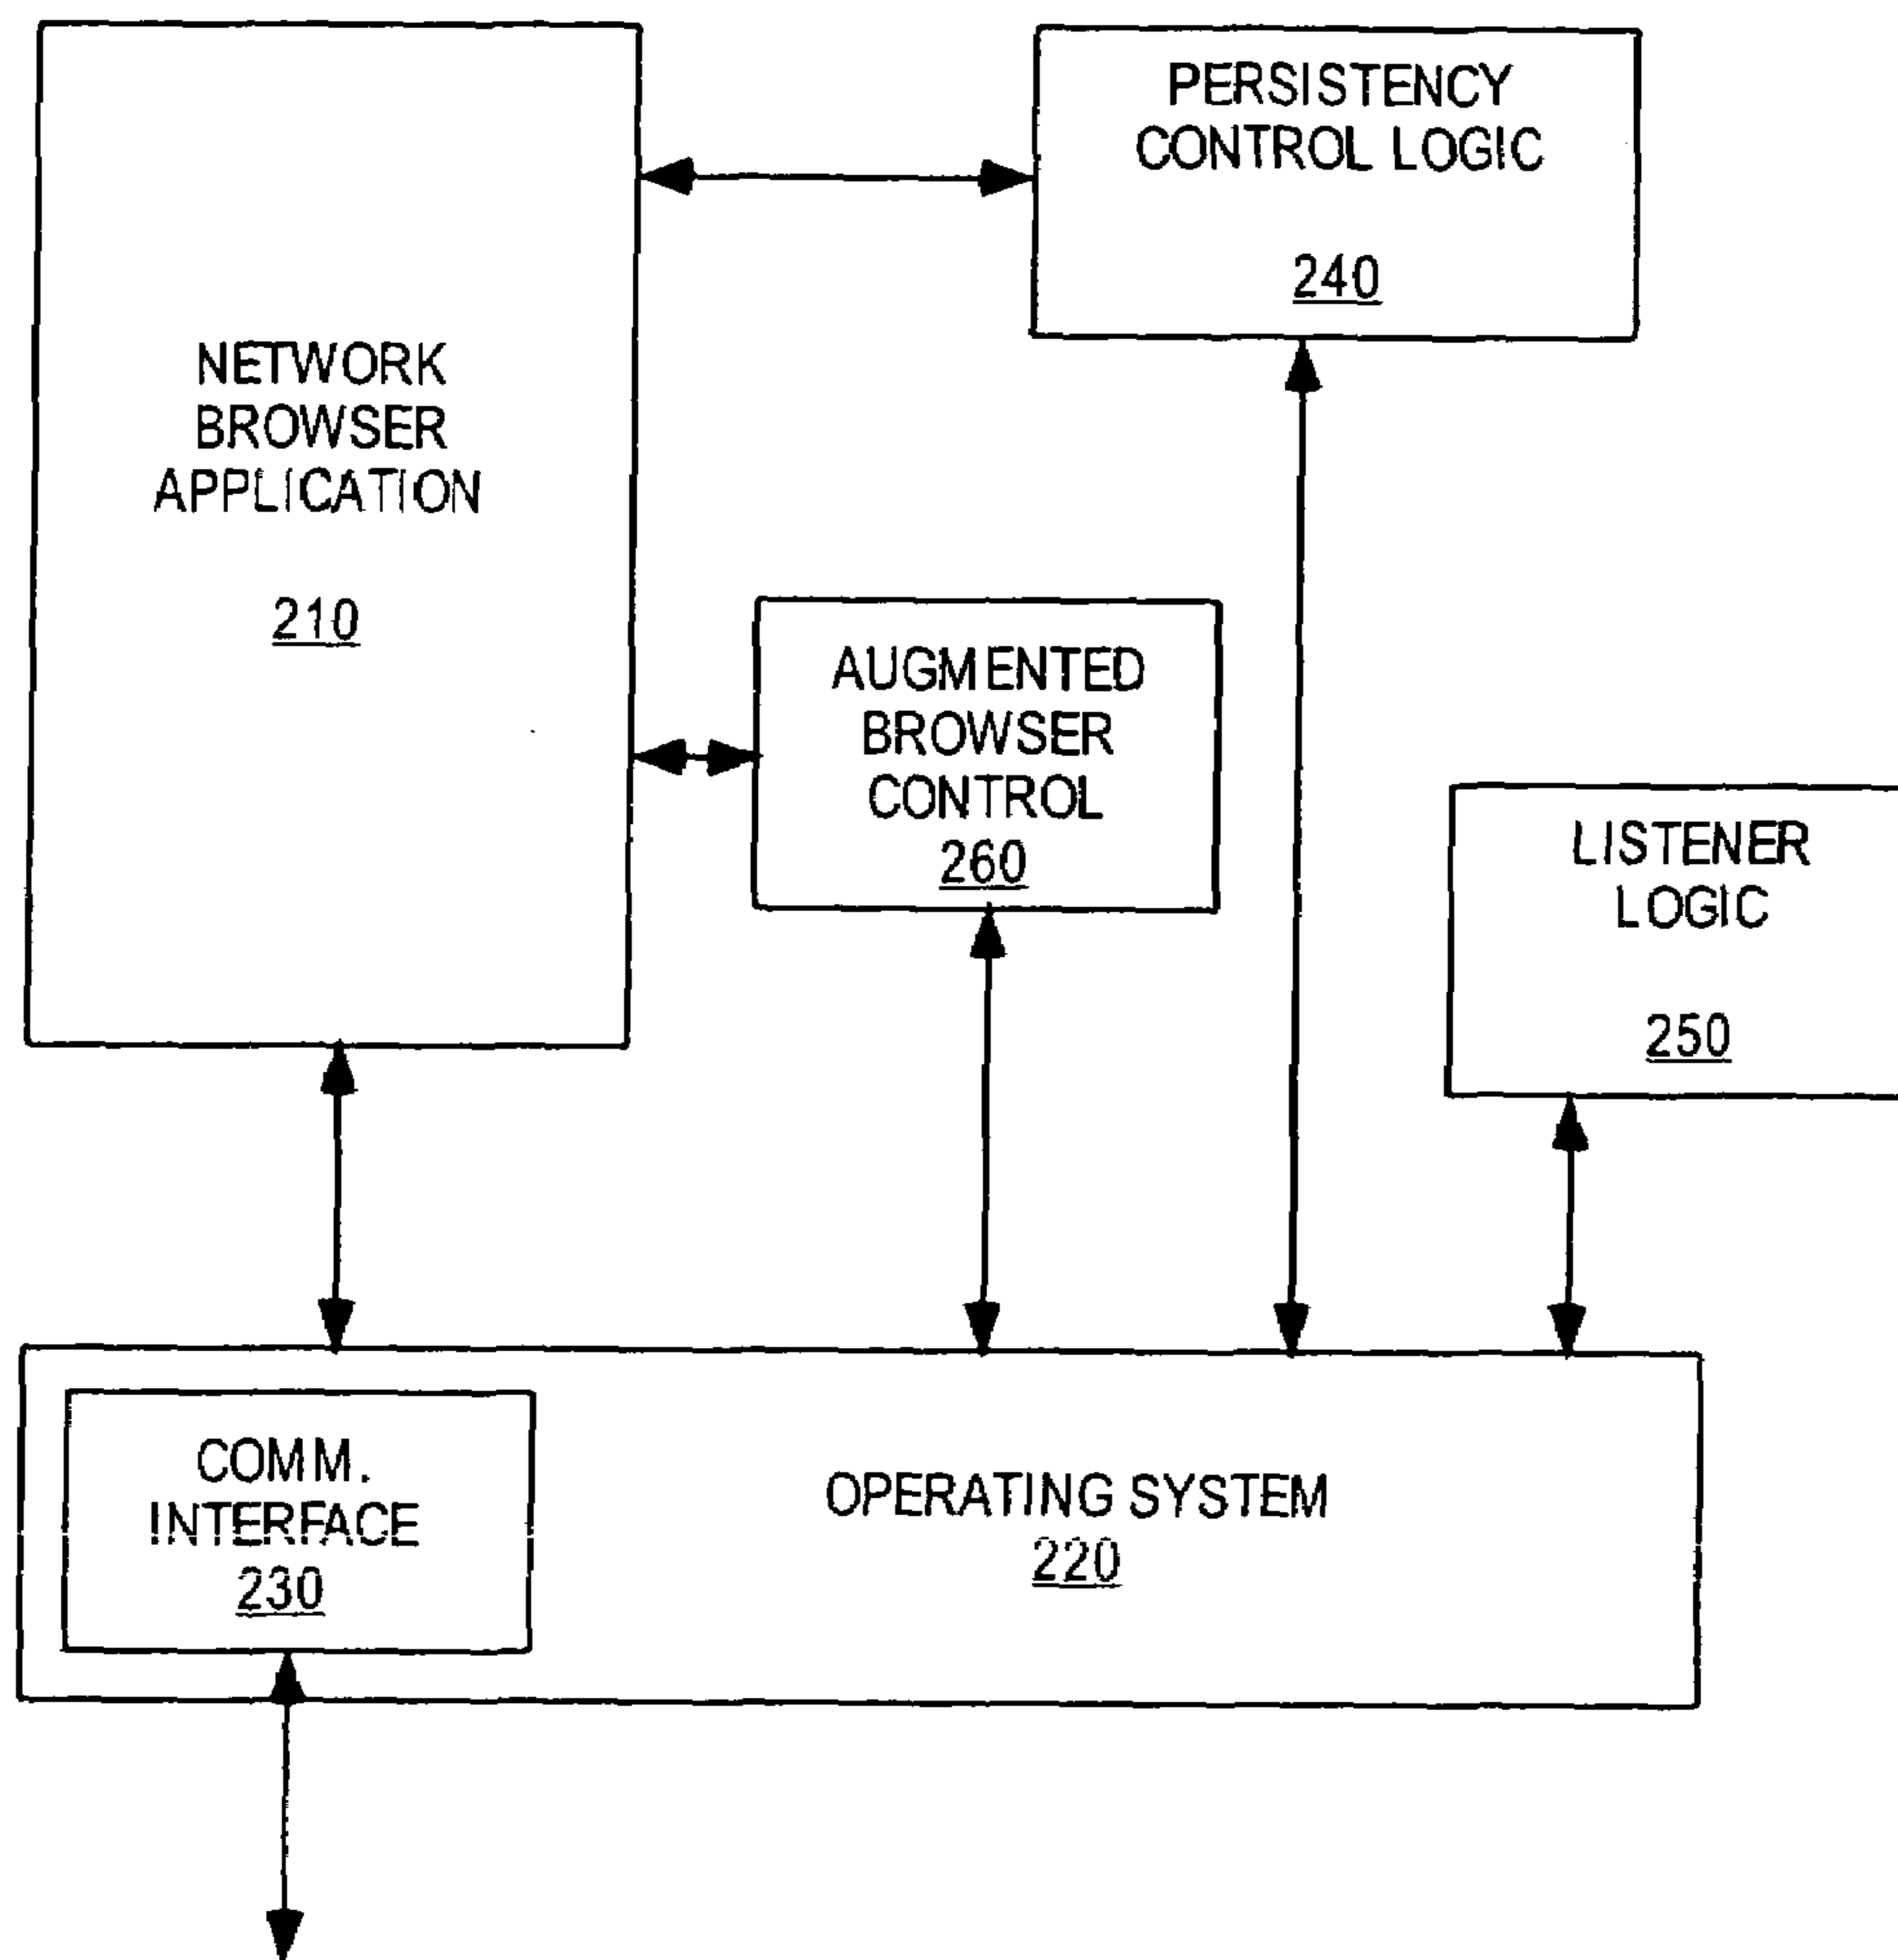 NETWORK
BROWSER
APPLICATION
210
PERSISTENCY
CONTROL LOGIC
240
AUGMENTED
BROWSER
CONTROL
260
LISTENER
LOGIC
250
COMM.
INTERFACE
230
OPERATING SYSTEM
220